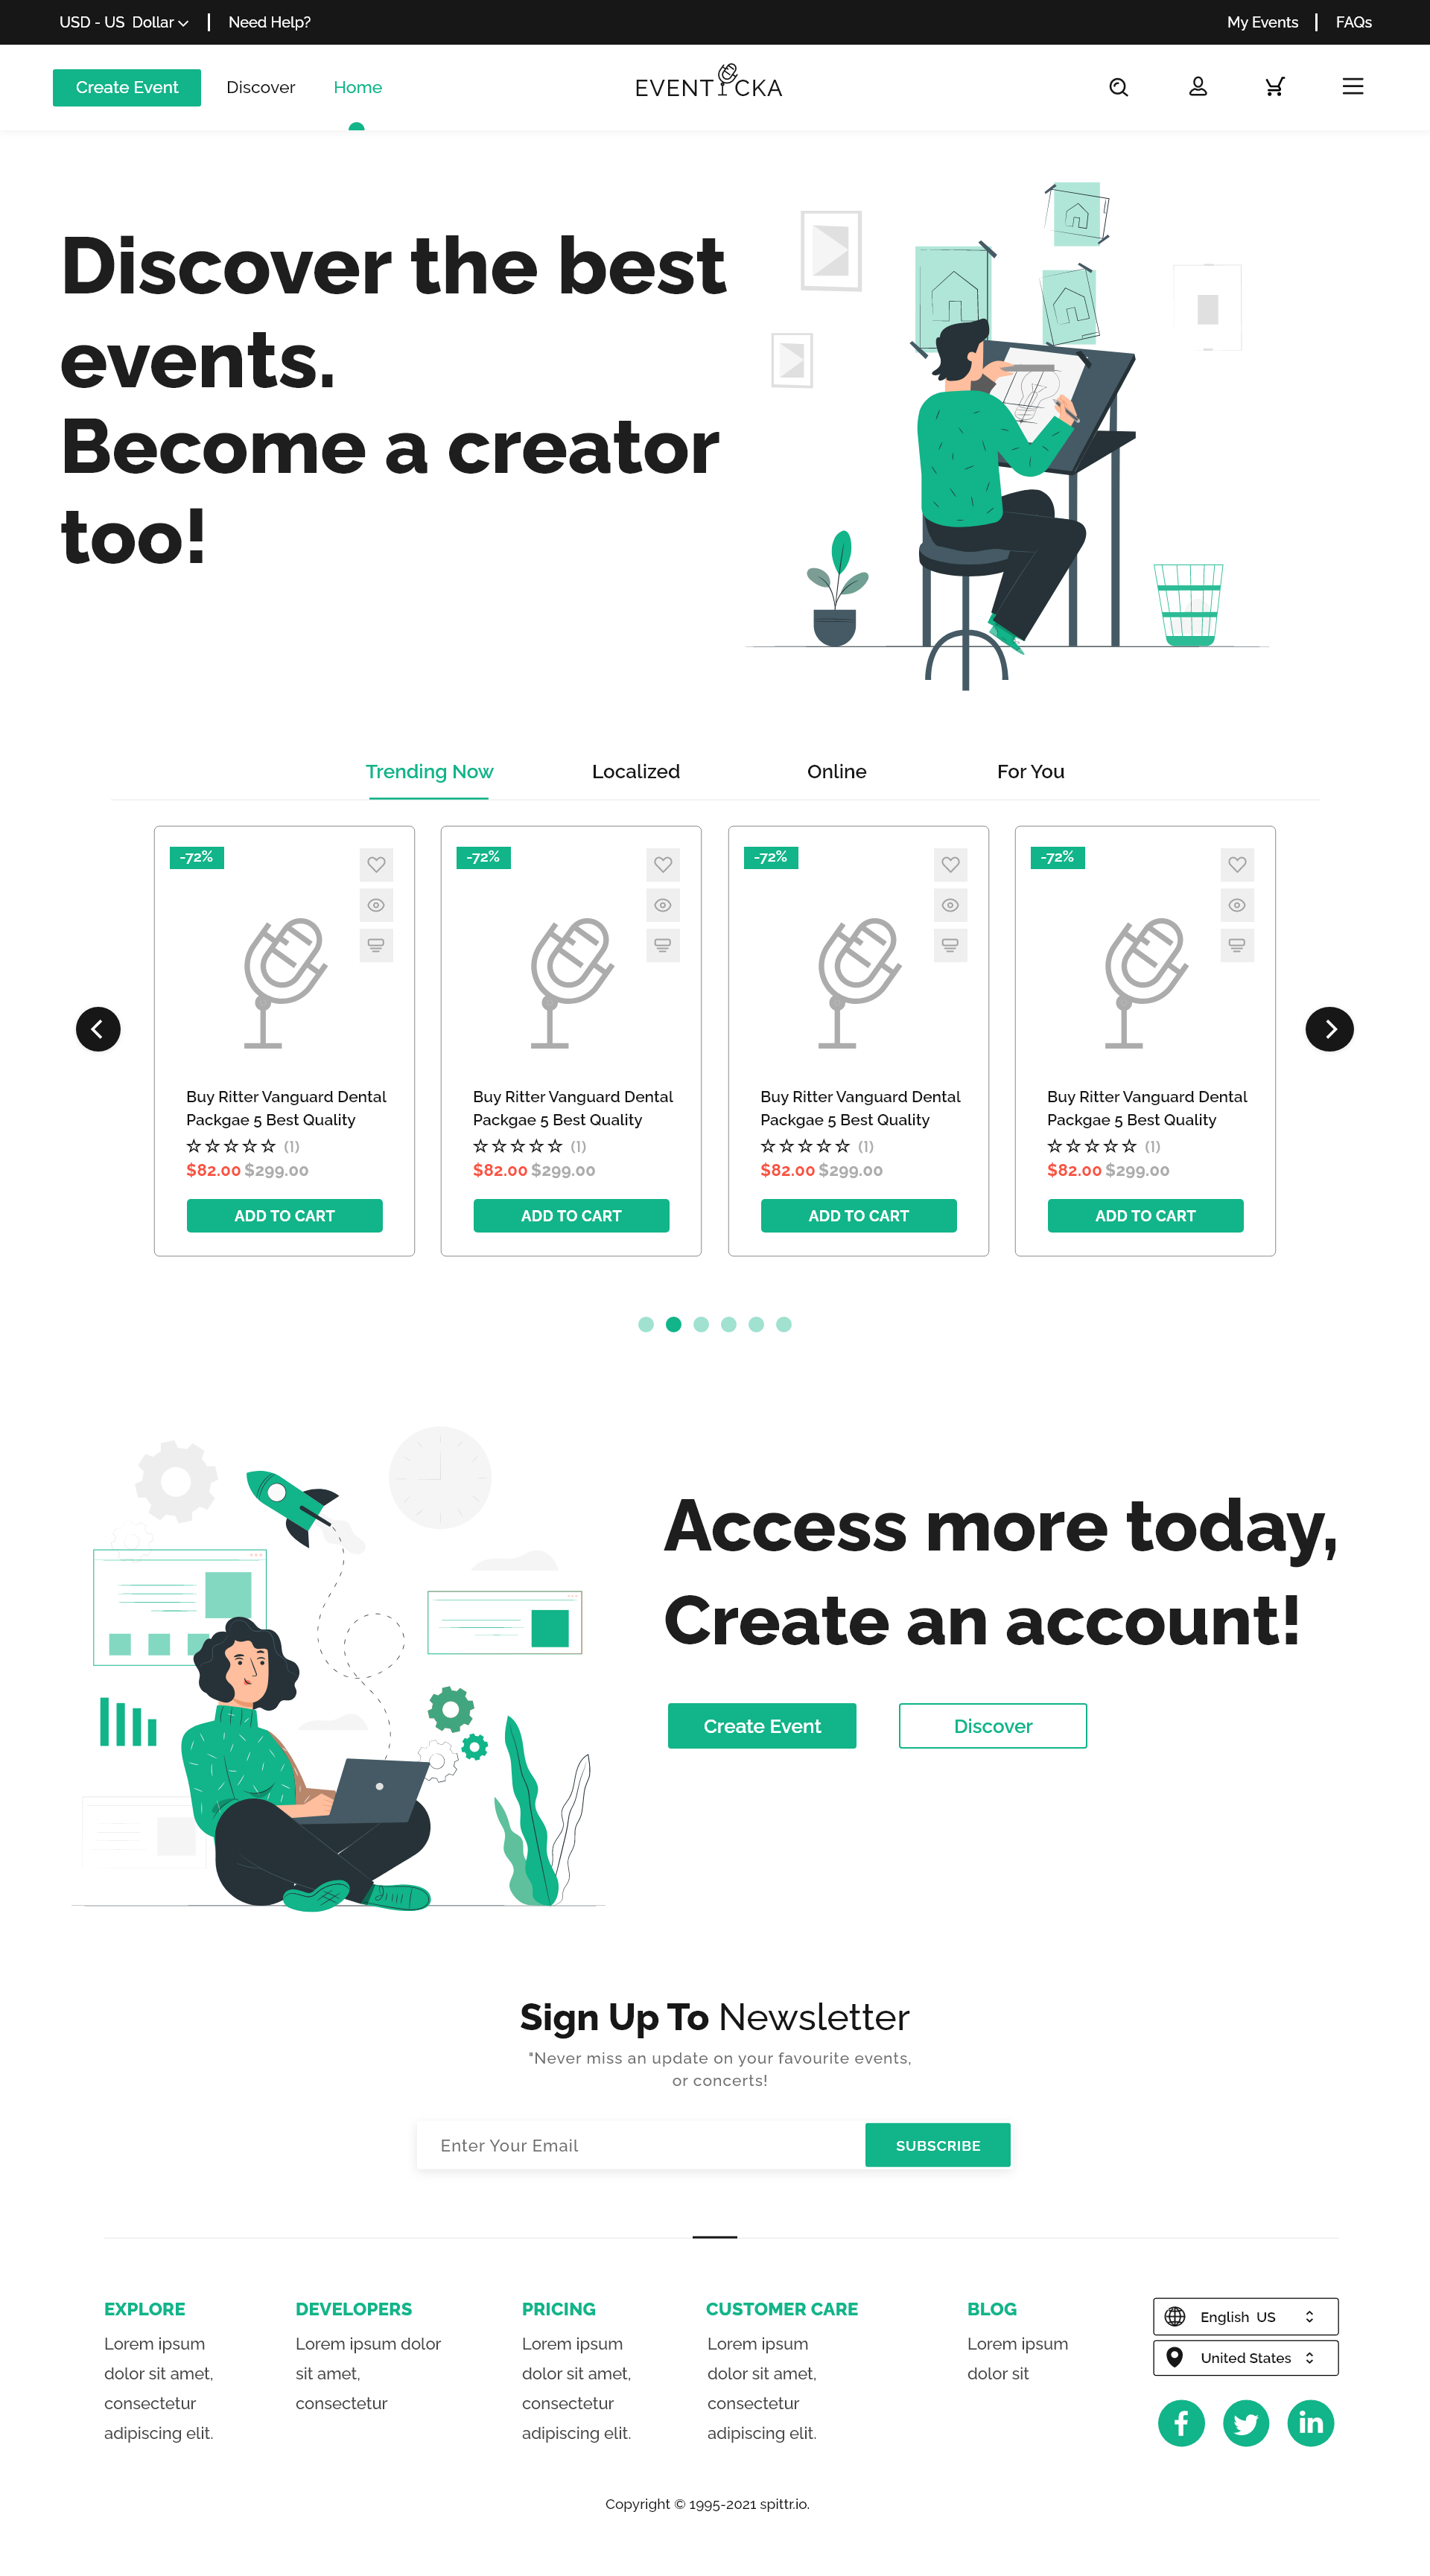 USD - US Dollar
Need Help?
My Events
FAQs
Create Event
Discover
Home
EVENTICKA
Discover the best
events.
Become a creator
too!
Trending Now
Localized
Online
For You
-72%
Buy Ritter Vanguard Dental
Packgae 5 Best Quality
(1)
$82.00 $299.00
ADD TO CART
-72%
Buy Ritter Vanguard Dental
Packgae 5 Best Quality
(1)
$82.00 $299.00
ADD TO CART
-72%
Buy Ritter Vanguard Dental
Packgae 5 Best Quality
(1)
$82.00 $299.00
ADD TO CART
-72%
Buy Ritter Vanguard Dental
Packgae 5 Best Quality
(1)
$82.00 $299.00
ADD TO CART
Access more today,
Create an account!
Create Event
Discover
Sign Up To Newsletter
"Never miss an update on your favourite events,
or concerts!
Enter Your Email
SUBSCRIBE
EXPLORE
Lorem ipsum
dolor sit amet,
consectetur
adipiscing elit.
DEVELOPERS
Lorem ipsum dolor
sit amet,
consectetur
PRICING
Lorem ipsum
dolor sit amet,
consectetur
adipiscing elit.
CUSTOMER CARE
Lorem ipsum
dolor sit amet,
consectetur
adipiscing elit.
BLOG
Lorem ipsum
dolor sit
English US
United States
Copyright © 1995-2021 spittr.io.